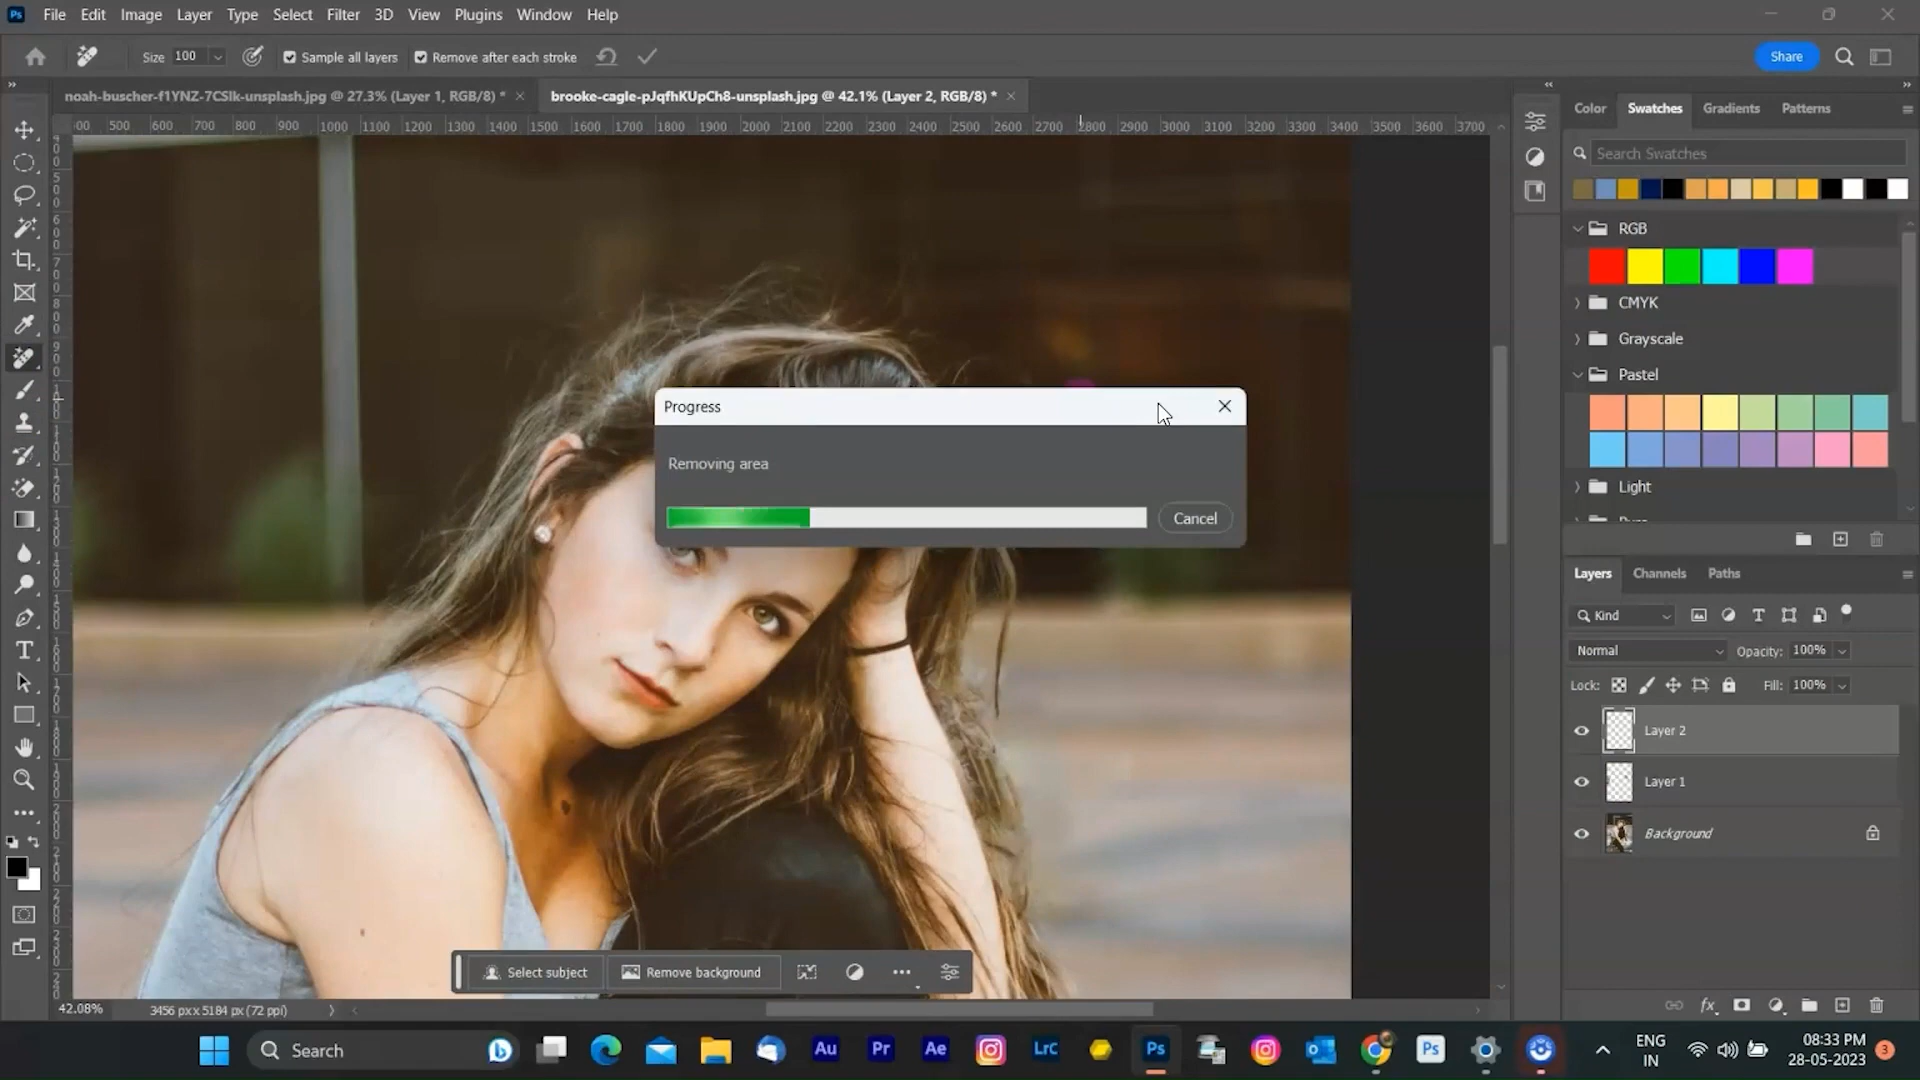 Ps File Edit Image Layer Type Select Filter 3D View Plugins Window Help
Size 100 Sample all layers Remove after each stroke Share
noah-buscher-f1YNZ-7CSlk-unsplash.jpg @ 27.3% (Layer 1, RGB/8) * brooke-cagle-pJqfhKUpCh8-unsplash.jpg @ 42.1% (Layer 2, RGB/8) *
500 600 700 800 900 1000 1100 1200 1300 1400 1500 1600 1700 1800 1900 2000 2100 2200 2300 2400 2500 2600 2700 2800 2900 3000 3100 3200 3300 3400 3500 3600 3700
Color Swatches Gradients Patterns
Search Swatches
RGB
CMYK
Grayscale
Pastel
Light
Progress
Removing area
Cancel
Layers Channels Paths
Kind
Normal Opacity: 100%
Lock: Fill: 100%
Layer 2
Layer 1
Background
Select subject Remove background
42.08% 3456 px x 5184 px (72 ppi)
Search Au Pr Ae LrC Ps Ps ENG
IN
08:33 PM
28-05-2023
3